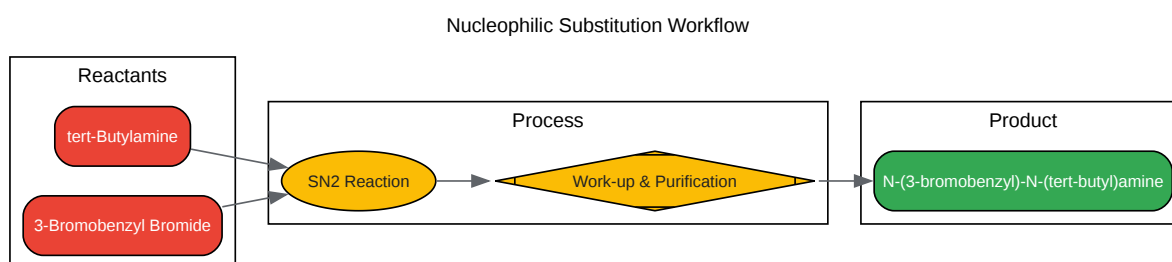 Nucleophilic Substitution Workflow
Reactants
tert-Butylamine
3-Bromobenzyl Bromide
Process
SN2 Reaction
Work-up & Purification
Product
N-(3-bromobenzyl)-N-(tert-butyl)amine